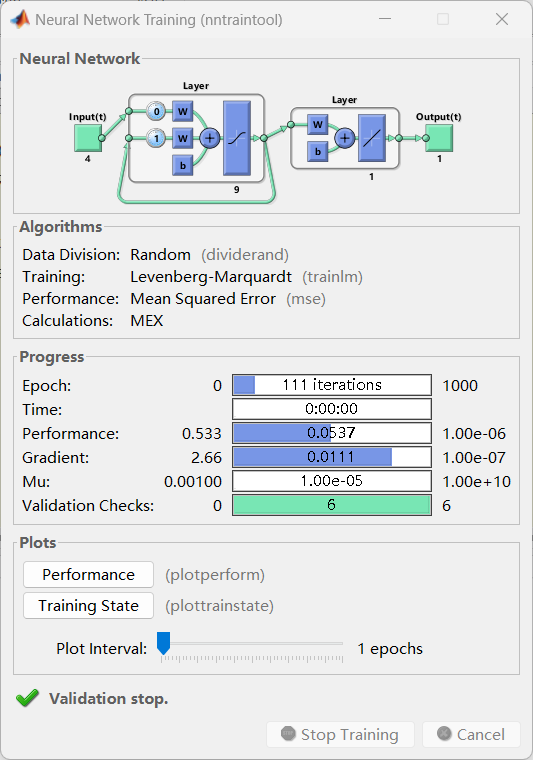 Neural Network Training (nntraintool)
Neural Network
Layer
Layer
Input(t)
Output(t)
0 W
W
1 W
b
b
4
9
1
1
Algorithms
Data Division: Random (dividerand)
Training: Levenberg-Marquardt (trainlm)
Performance: Mean Squared Error (mse)
Calculations: MEX
Progress
Epoch: 0 111 iterations 1000
Time: 0:00:00
Performance: 0.533 0.0537 1.00e-06
Gradient: 2.66 0.0111 1.00e-07
Mu: 0.00100 1.00e-05 1.00e+10
Validation Checks: 0 6 6
Plots
Performance (plotperform)
Training State (plottrainstate)
Plot Interval: 1 epochs
Validation stop.
Stop Training Cancel